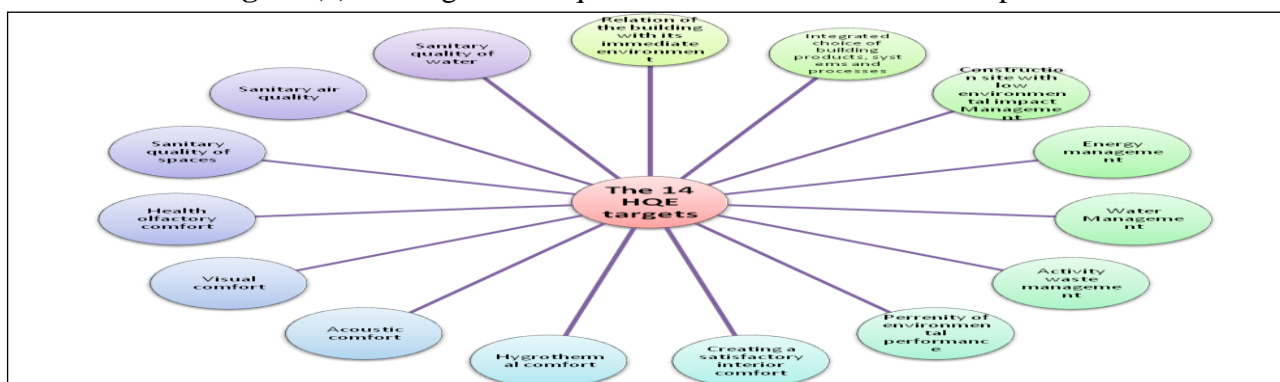 The 14
HQE
targets
Relation of
the building
with its
immediate
environmen
t
Integrated
choice of
building
products, syst
ems and
processes
Constructio
n site with
low
environmen
tal impact
Manageme
nt
Energy
manageme
nt
Water
Manageme
nt
Activity
waste
manageme
nt
Perrenity of
environmen
tal
performanc
e
Creating a
satisfactory
interior
comfort
Hygrotherm
al comfort
Acoustic
comfort
Visual
comfort
Health
olfactory
comfort
Sanitary
quality of
spaces
Sanitary air
quality
Sanitary
quality of
water